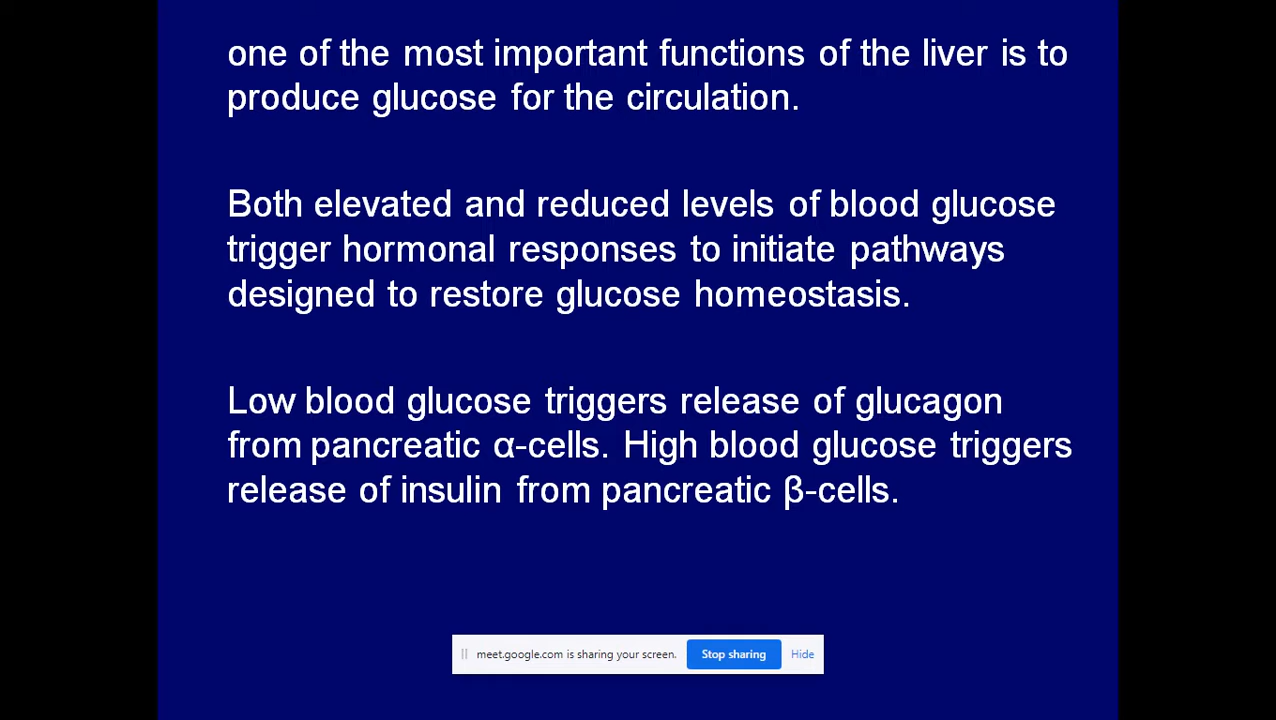 one of the most important functions of the liver is to
produce glucose for the circulation.
Both elevated and reduced levels of blood glucose
trigger hormonal responses to initiate pathways
designed to restore glucose homeostasis.
Low blood glucose triggers release of glucagon
from pancreatic α-cells. High blood glucose triggers
release of insulin from pancreatic β-cells.
meet.google.com is sharing your screen. Stop sharing Hide